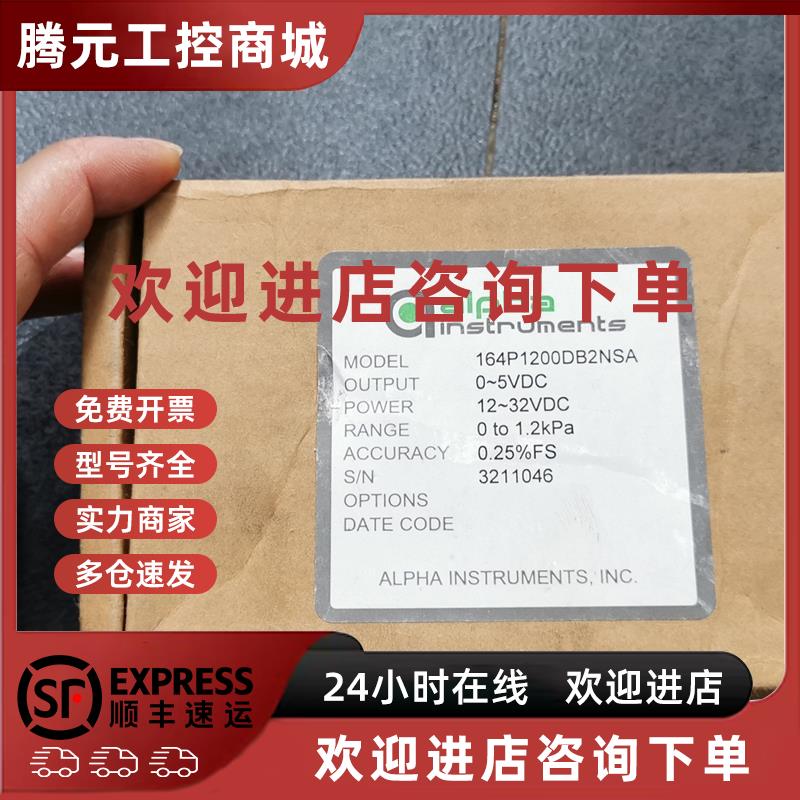 腾元工控商城
欢迎进店咨询下单
alpha
instruments
MODEL 164P1200DB2NSA
OUTPUT 0~5VDC
POWER 12~32VDC
RANGE 0 to 1.2kPa
ACCURACY 0.25%FS
S/N 3211046
OPTIONS
DATE CODE
ALPHA INSTRUMENTS, INC.
免费开票
型号齐全
实力商家
多仓速发
SF EXPRESS
顺丰速运
24小时在线 欢迎进店
欢迎进店咨询下单